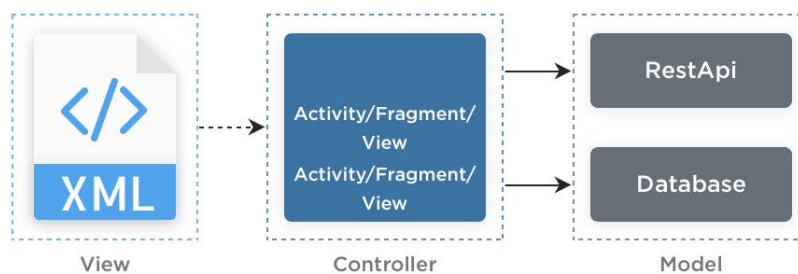 </>
XML
Activity/Fragment/
View
Activity/Fragment/
View
RestApi
Database
View
Controller
Model